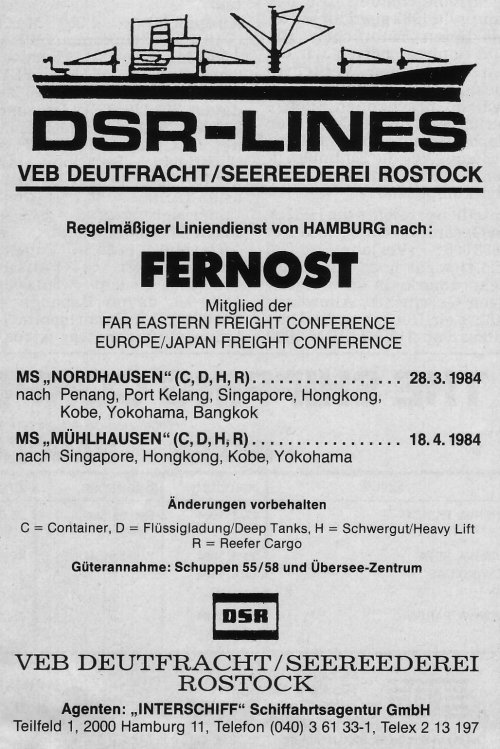 DSR-LINES
VEB DEUTFRACHT/SEEREEDEREI ROSTOCK
Regelmäßiger Liniendienst von HAMBURG nach:
FERNOST
Mitglied der
FAR EASTERN FREIGHT CONFERENCE
EUROPE/JAPAN FREIGHT CONFERENCE
MS „NORDHAUSEN“ (C, D, H, R) . . . . . . . . . . . . . . . . 28. 3. 1984
nach Penang, Port Kelang, Singapore, Hongkong,
Kobe, Yokohama, Bangkok
MS „MÜHLHAUSEN“ (C, D, H, R) . . . . . . . . . . . . . . . . 18. 4. 1984
nach Singapore, Hongkong, Kobe, Yokohama
Änderungen vorbehalten
C = Container, D = Flüssigladung/Deep Tanks, H = Schwergut/Heavy Lift
R = Reefer Cargo
Güterannahme: Schuppen 55/58 und Übersee-Zentrum
DSR
VEB DEUTFRACHT/SEEREEDEREI
ROSTOCK
Agenten: „INTERSCHIFF“ Schiffahrtsagentur GmbH
Teilfeld 1, 2000 Hamburg 11, Telefon (040) 3 61 33-1, Telex 2 13 197